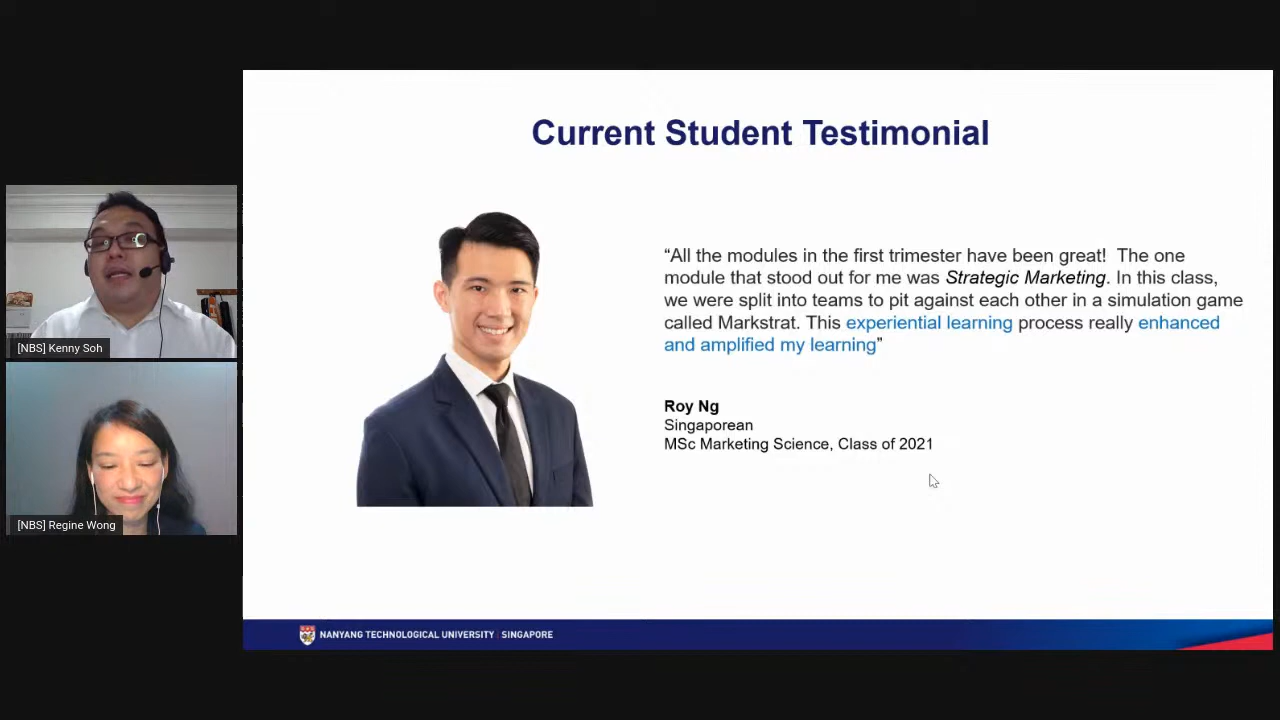 Current Student Testimonial
“All the modules in the first trimester have been great!  The one
module that stood out for me was Strategic Marketing. In this class,
we were split into teams to pit against each other in a simulation game
called Markstrat. This experiential learning process really enhanced
and amplified my learning”
Roy Ng
Singaporean
MSc Marketing Science, Class of 2021
[NBS] Kenny Soh
[NBS] Regine Wong
NANYANG TECHNOLOGICAL UNIVERSITY | SINGAPORE